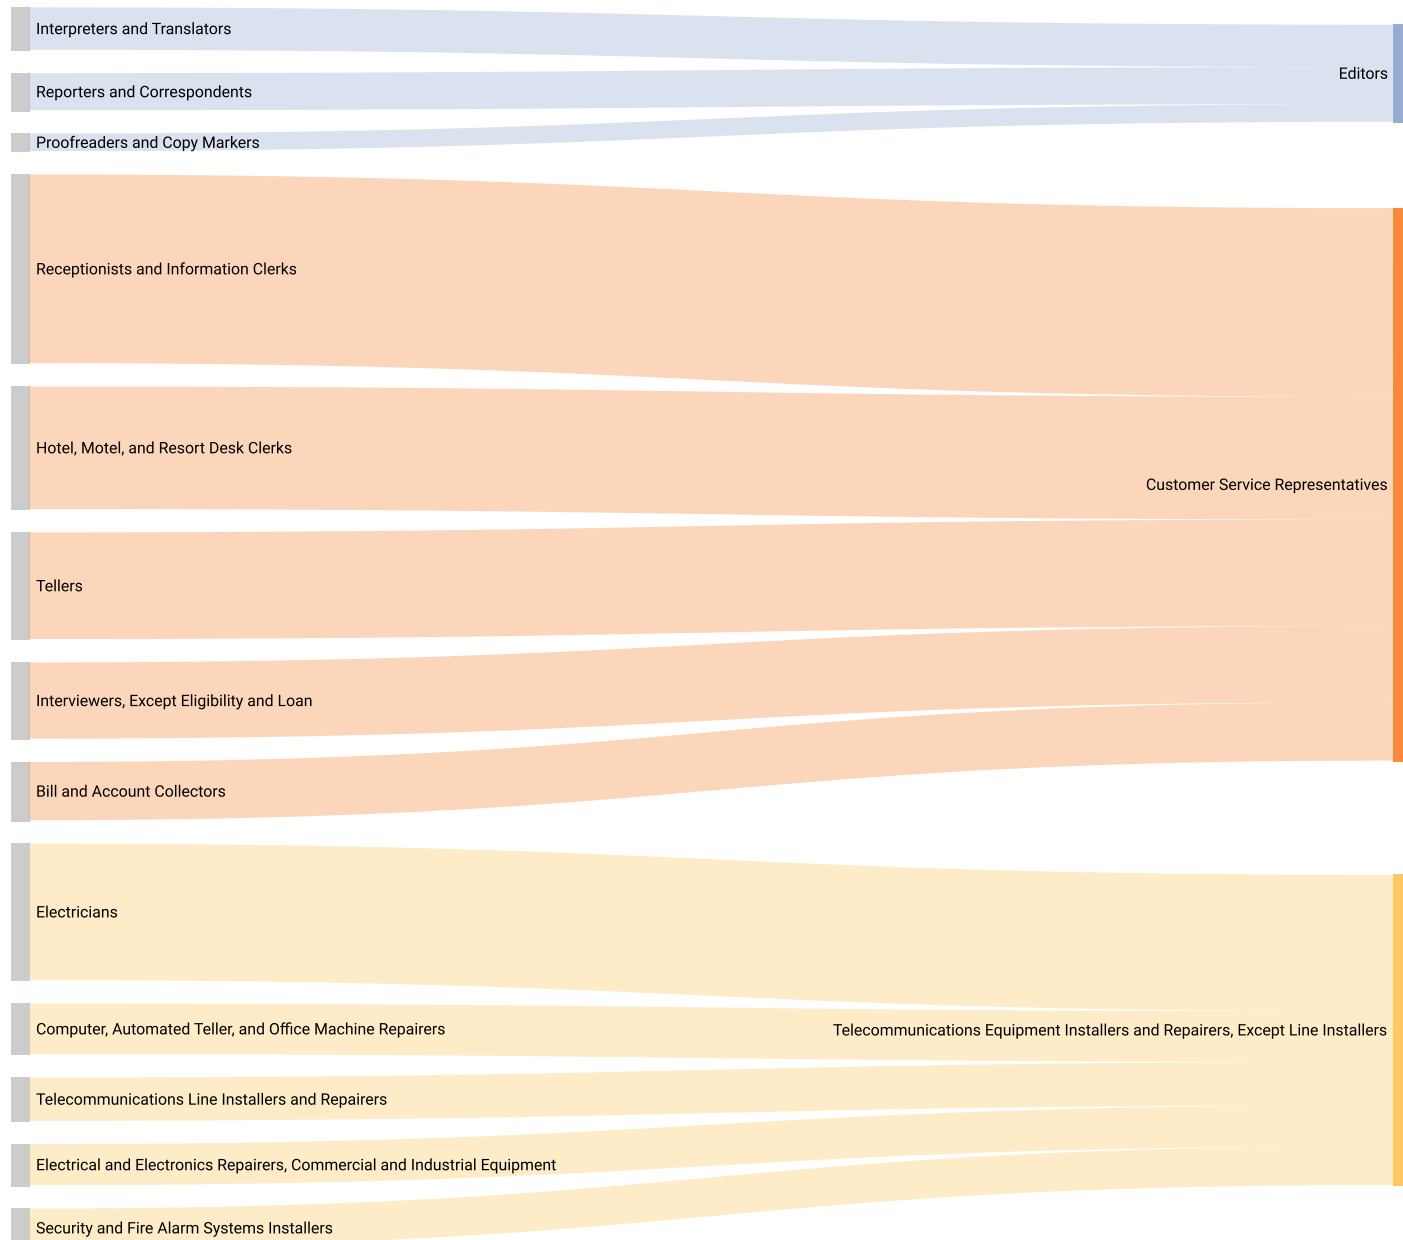 Interpreters and Translators
Reporters and Correspondents
Editors
Proofreaders and Copy Markers
Receptionists and Information Clerks
Hotel, Motel, and Resort Desk Clerks
Customer Service Representatives
Tellers
Interviewers, Except Eligibility and Loan
Bill and Account Collectors
Electricians
Computer, Automated Teller, and Office Machine Repairers
Telecommunications Equipment Installers and Repairers, Except Line Installers
Telecommunications Line Installers and Repairers
Electrical and Electronics Repairers, Commercial and Industrial Equipment
Security and Fire Alarm Systems Installers